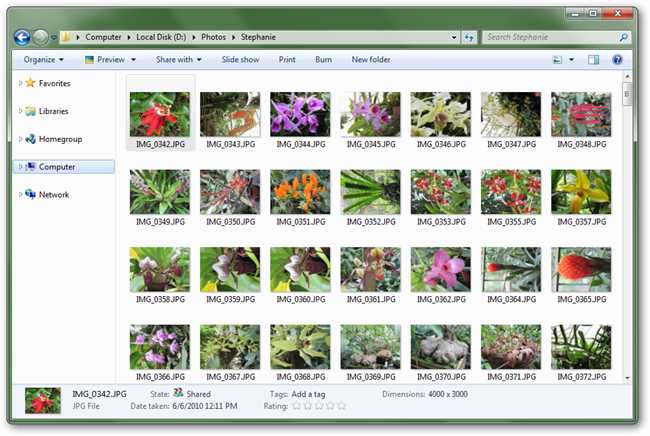 Computer Local Disk (D:) Photos Stephanie Search Stephanie
Organize Preview Share with Slide show Print Burn New folder
Favorites
Libraries
Homegroup
Computer
Network
IMG_0342.JPG IMG_0343.JPG IMG_0344.JPG IMG_0345.JPG IMG_0346.JPG IMG_0347.JPG IMG_0348.JPG
IMG_0349.JPG IMG_0350.JPG IMG_0351.JPG IMG_0352.JPG IMG_0353.JPG IMG_0355.JPG IMG_0357.JPG
IMG_0358.JPG IMG_0359.JPG IMG_0360.JPG IMG_0361.JPG IMG_0362.JPG IMG_0364.JPG IMG_0365.JPG
IMG_0366.JPG IMG_0367.JPG IMG_0368.JPG IMG_0369.JPG IMG_0370.JPG IMG_0371.JPG IMG_0372.JPG
IMG_0342.JPG State: Shared Tags: Add a tag Dimensions: 4000 x 3000
JPG File Date taken: 6/6/2010 12:11 PM Rating: